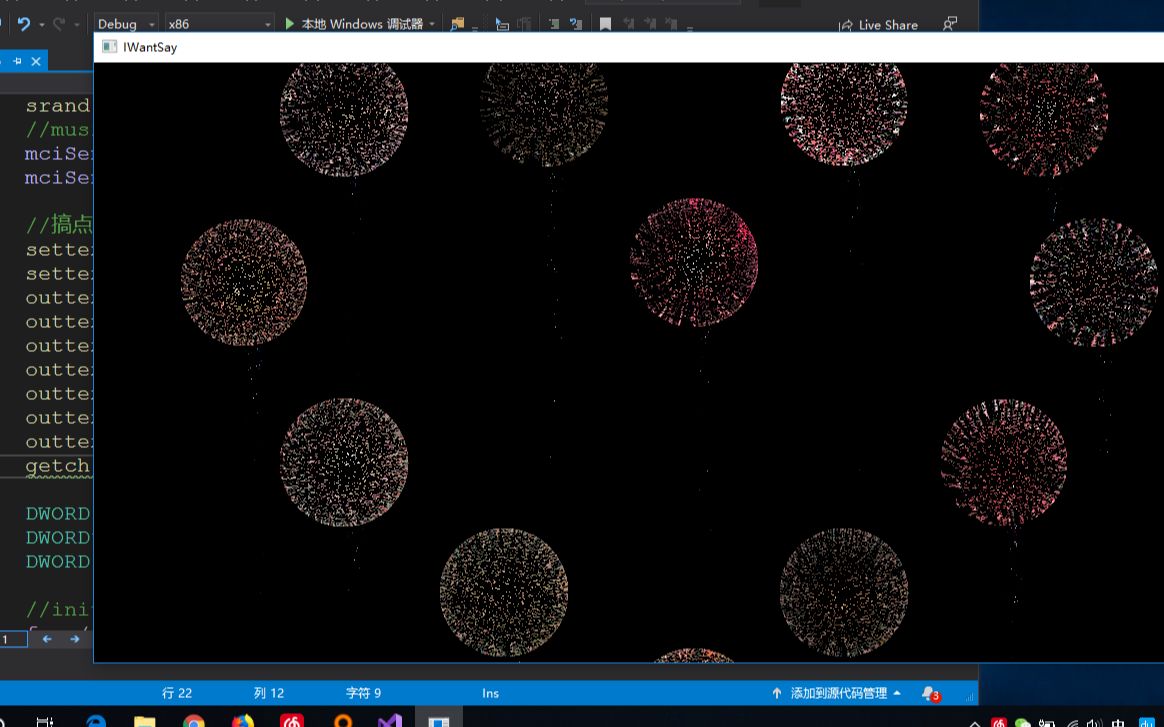 Debug x86 本地 Windows 调试器 Live Share
IWantSay
srand
//mus
mciSe
mciSe
//搞点
sette
sette
outte
outte
outte
outte
outte
outte
outte
getch
DWORD
DWORD
DWORD
//ini
1
行 22 列 12 字符 9 Ins 添加到源代码管理 3
中